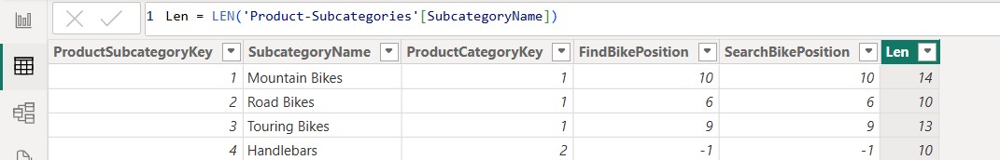 1 Len = LEN('Product-Subcategories'[SubcategoryName])
ProductSubcategoryKey SubcategoryName ProductCategoryKey FindBikePosition SearchBikePosition Len
1 Mountain Bikes 1 10 10 14
2 Road Bikes 1 6 6 10
3 Touring Bikes 1 9 9 13
4 Handlebars 2 -1 -1 10